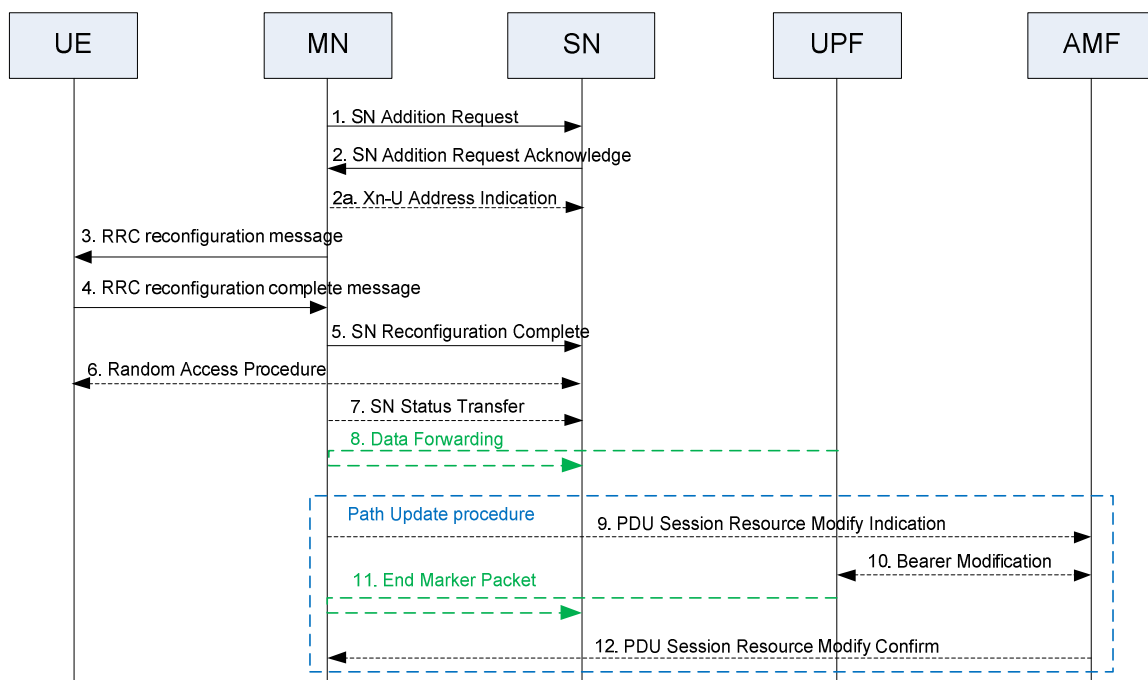 UE
MN
SN
UPF
AMF
1. SN Addition Request
2. SN Addition Request Acknowledge
2a. Xn-U Address Indication
3. RRC reconfiguration message
4. RRC reconfiguration complete message
5. SN Reconfiguration Complete
6. Random Access Procedure
7. SN Status Transfer
8. Data Forwarding
Path Update procedure
9. PDU Session Resource Modify Indication
10. Bearer Modification
11. End Marker Packet
12. PDU Session Resource Modify Confirm